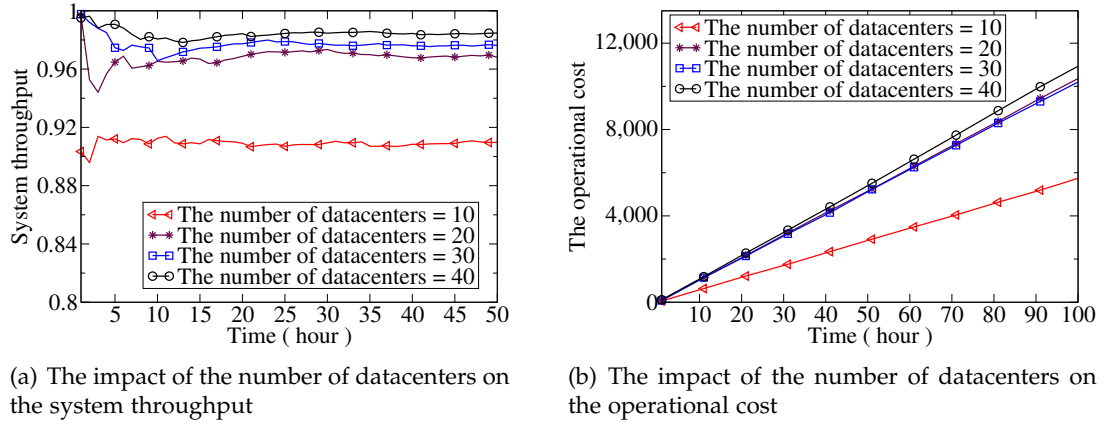 1
0.96
0.92
0.88
0.84
0.8
System throughput
The number of datacenters = 10
The number of datacenters = 20
The number of datacenters = 30
The number of datacenters = 40
5 10 15 20 25 30 35 40 45 50
Time ( hour )
(a) The impact of the number of datacenters on
the system throughput
12,000
8,000
4,000
0
The operational cost
The number of datacenters = 10
The number of datacenters = 20
The number of datacenters = 30
The number of datacenters = 40
10 20 30 40 50 60 70 80 90 100
Time ( hour )
(b) The impact of the number of datacenters on
the operational cost